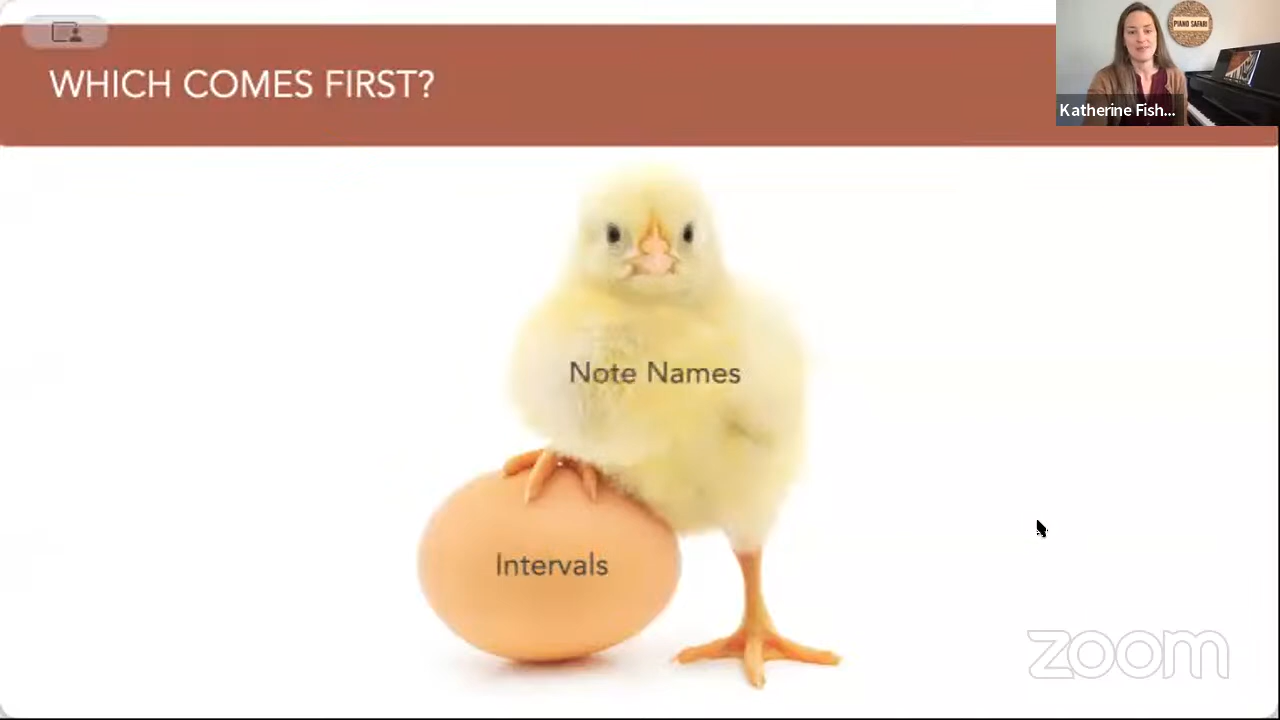 WHICH COMES FIRST?
PIANO SAFARI
Katherine Fish...
Note Names
Intervals
zoom